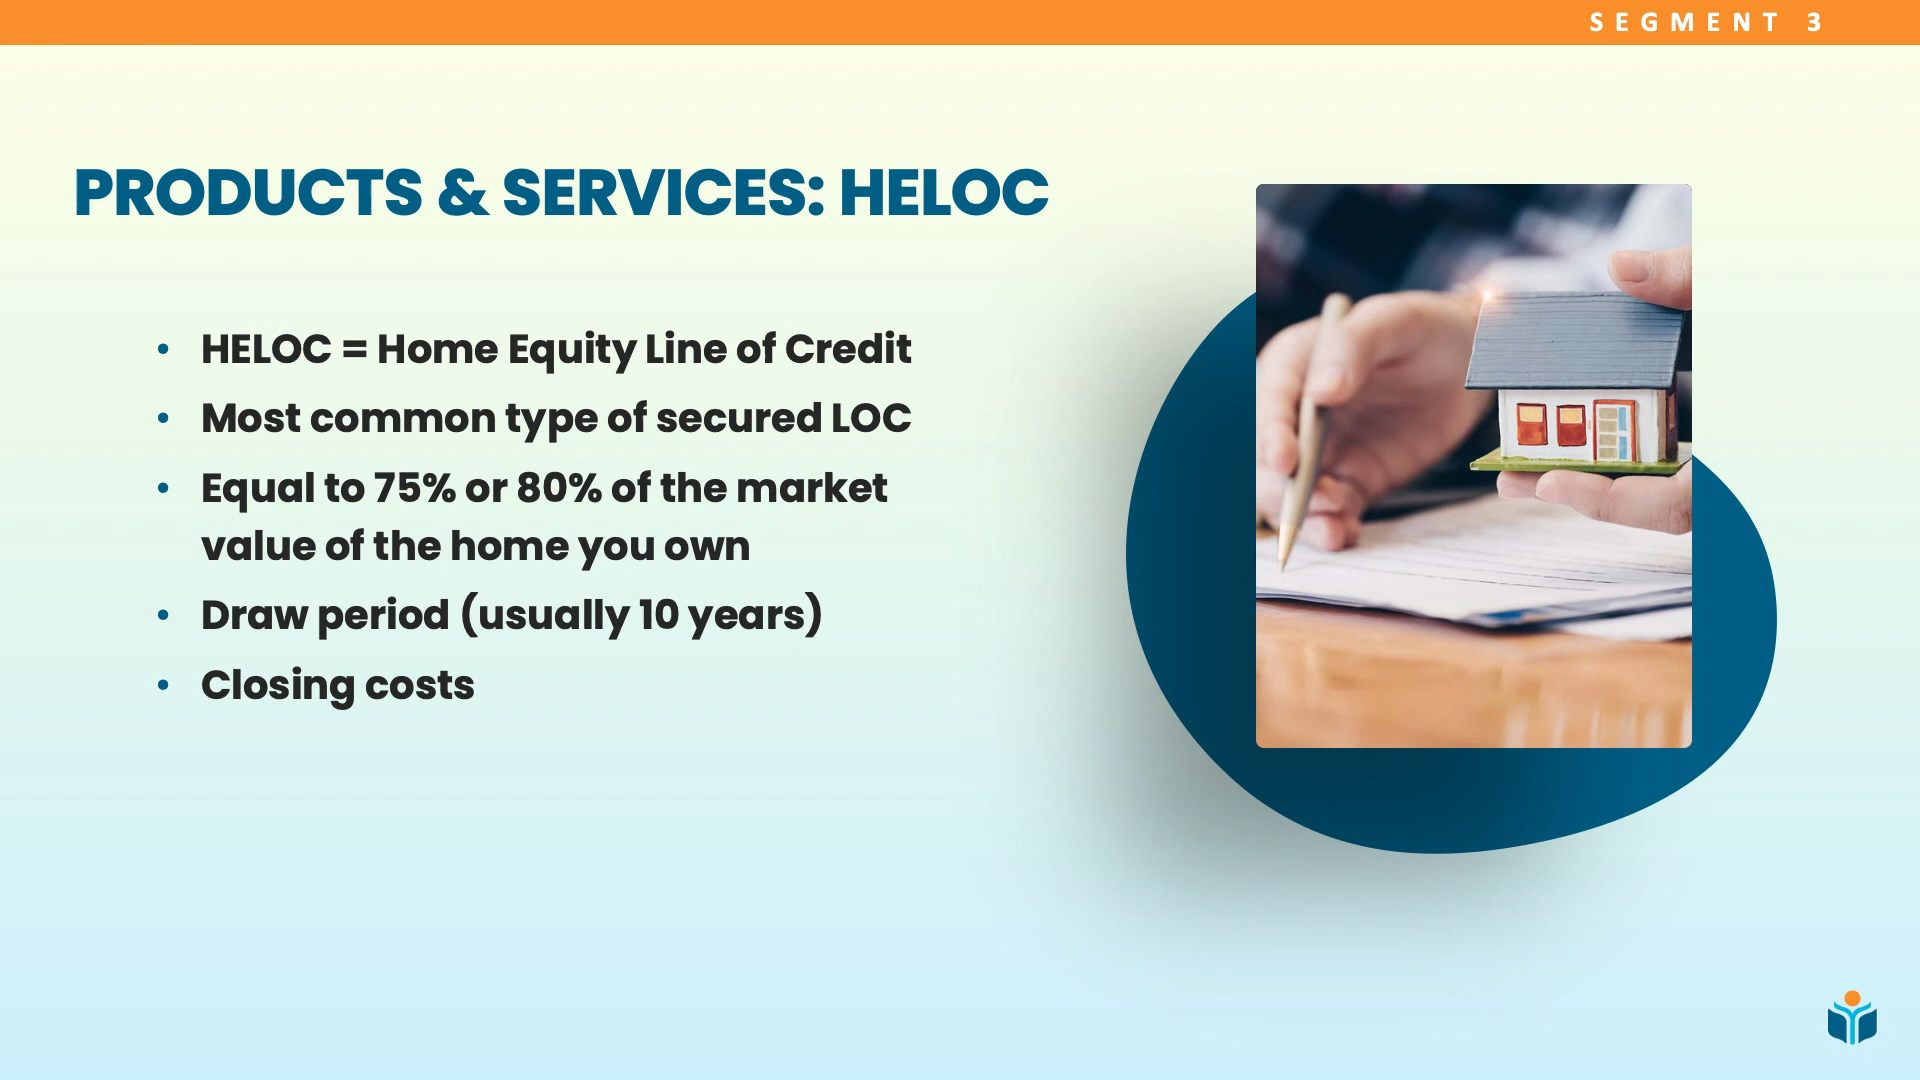 SEGMENT 3
PRODUCTS & SERVICES: HELOC
• HELOC = Home Equity Line of Credit
• Most common type of secured LOC
• Equal to 75% or 80% of the market
value of the home you own
• Draw period (usually 10 years)
• Closing costs